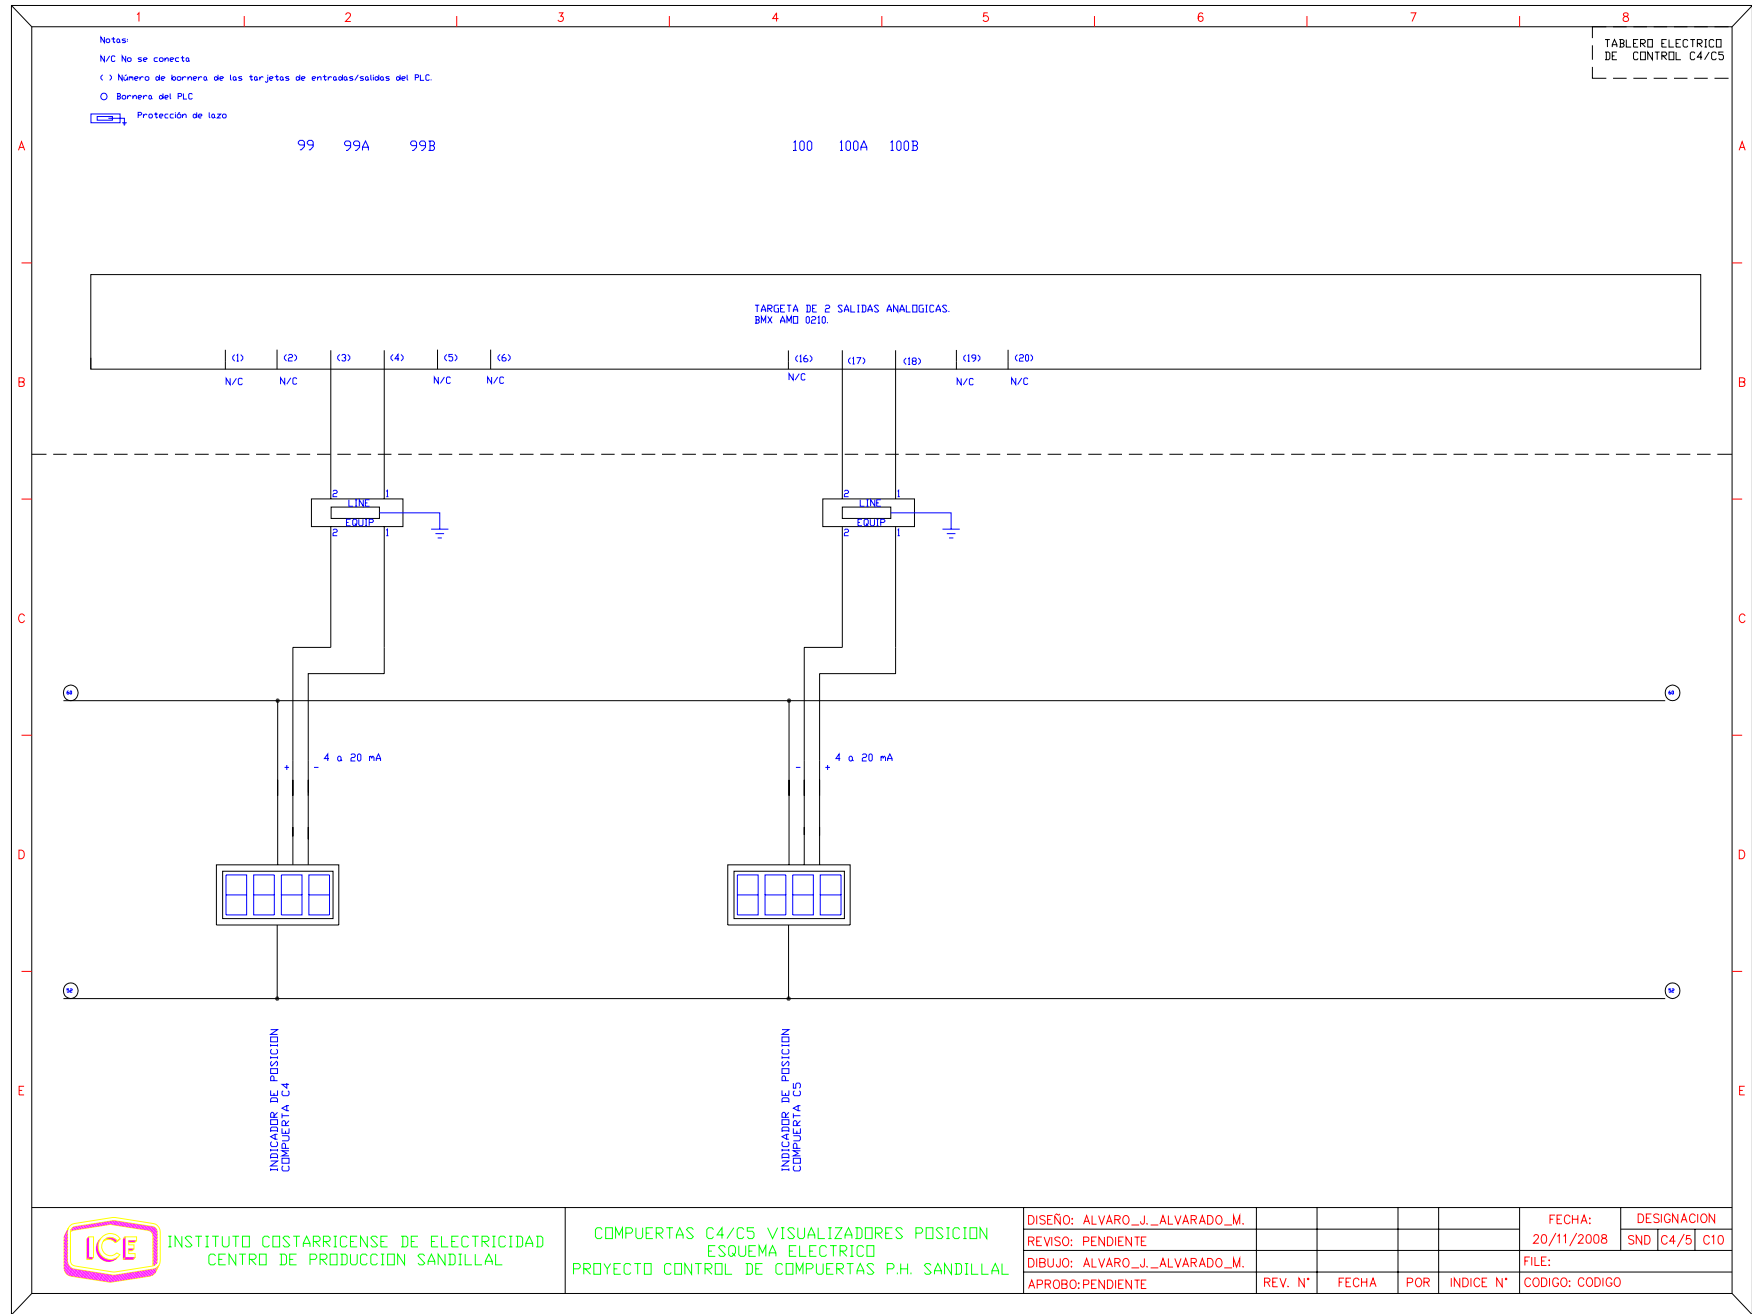 1 2 3 4 5 6 7 8
Notas:
N/C No se conecta
( ) Número de bornera de las tarjetas de entradas/salidas del PLC.
Bornera del PLC
Protección de lazo
TABLERO ELECTRICO
DE CONTROL C4/C5
A 99 99A 99B 100 100A 100B A
TARGETA DE 2 SALIDAS ANALOGICAS.
BMX AMO 0210.
(1) (2) (3) (4) (5) (6) (16) (17) (18) (19) (20)
B N/C N/C N/C N/C N/C N/C N/C B
2 1 2 1
LINE LINE
EQUIP EQUIP
2 1 2 1
C C
60 60
4 a 20 mA 4 a 20 mA
+ - - +
D D
52 52
INDICADOR DE POSICION
COMPUERTA C4
INDICADOR DE POSICION
COMPUERTA C5
E E
ICE
INSTITUTO COSTARRICENSE DE ELECTRICIDAD
CENTRO DE PRODUCCION SANDILLAL
COMPUERTAS C4/C5 VISUALIZADORES POSICION
ESQUEMA ELECTRICO
PROYECTO CONTROL DE COMPUERTAS P.H. SANDILLAL
DISEÑO: ALVARO_J._ALVARADO_M.
REVISO: PENDIENTE
DIBUJO: ALVARO_J._ALVARADO_M.
APROBO: PENDIENTE
REV. N° FECHA POR INDICE N°
FECHA:
20/11/2008
DESIGNACION
SND C4/5 C10
FILE:
CODIGO: CODIGO